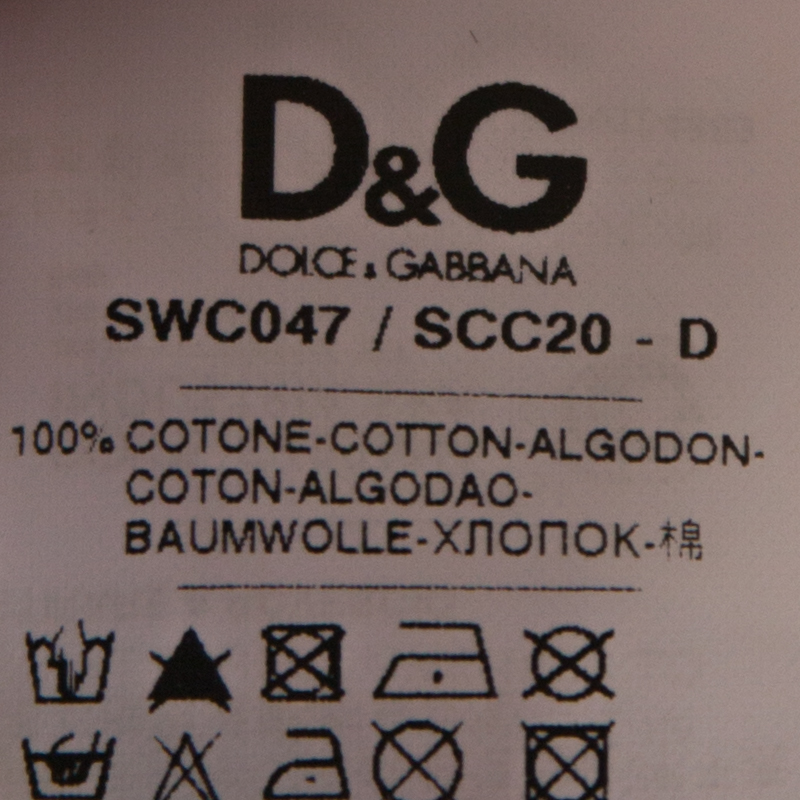 D&G
DOLCE & GABBANA
SWC047 / SCC20 - D
100% COTONE-COTTON-ALGODON-
COTON-ALGODAO-
BAUMWOLLE-ХЛОПОК-棉